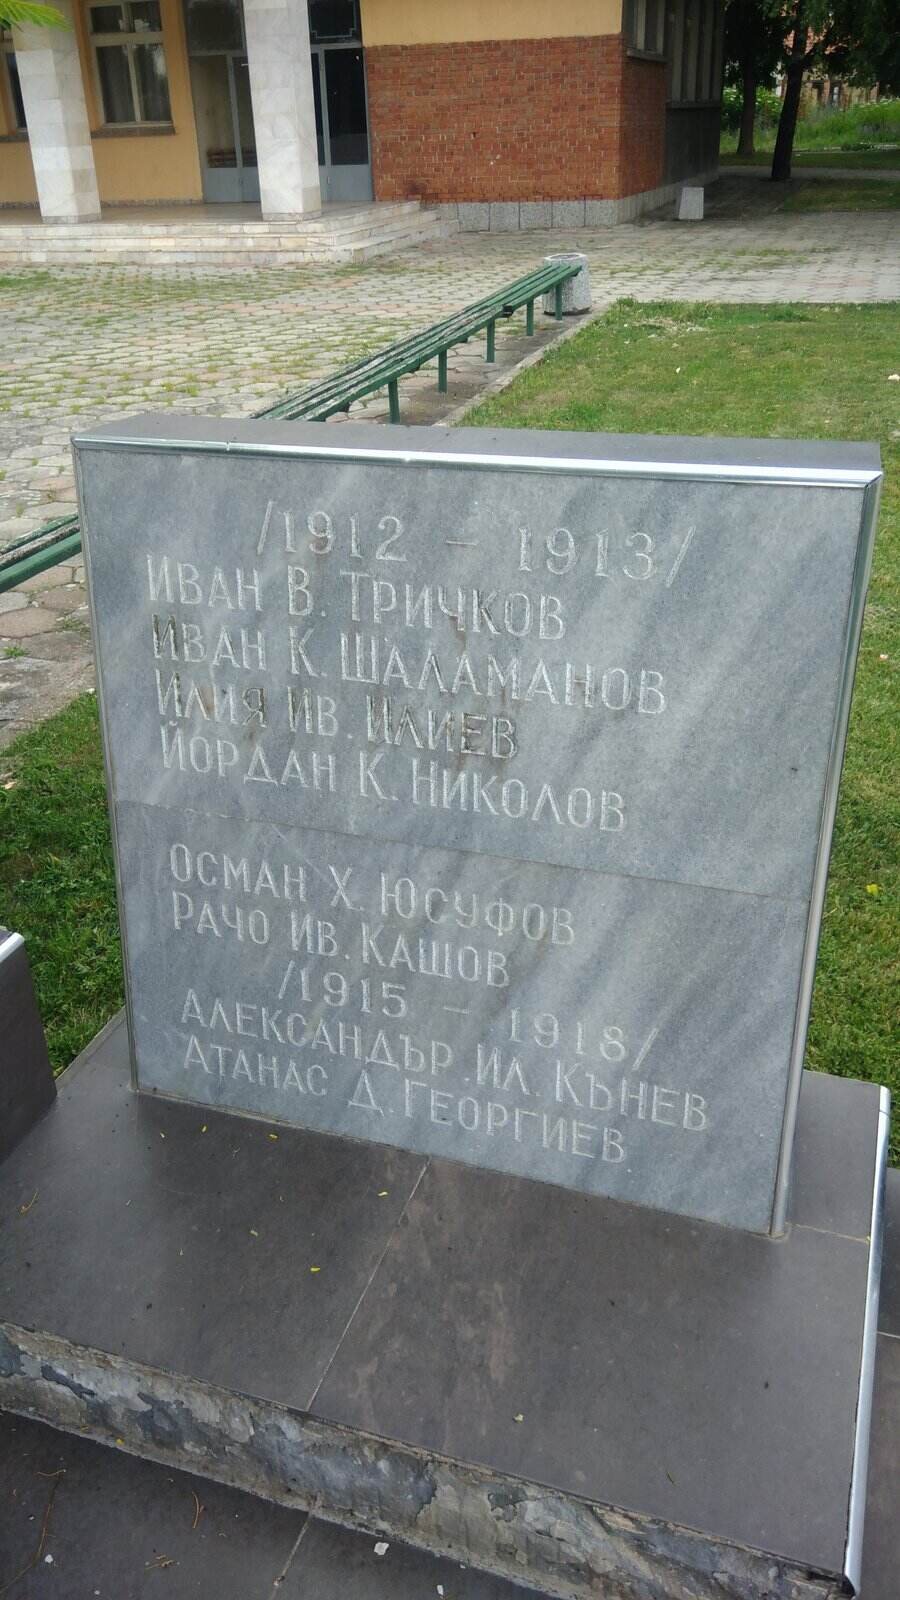 /1912 - 1913/
ИВАН В. ТРИЧКОВ
ИВАН К. ШАЛАМАНОВ
ИЛИЯ ИВ. ИЛИЕВ
ЙОРДАН К. НИКОЛОВ
ОСМАН Х. ЮСУФОВ
РАЧО ИВ. КАШОВ
/1915 - 1918/
АЛЕКСАНДЪР ИЛ. КЪНЕВ
АТАНАС Д. ГЕОРГИЕВ